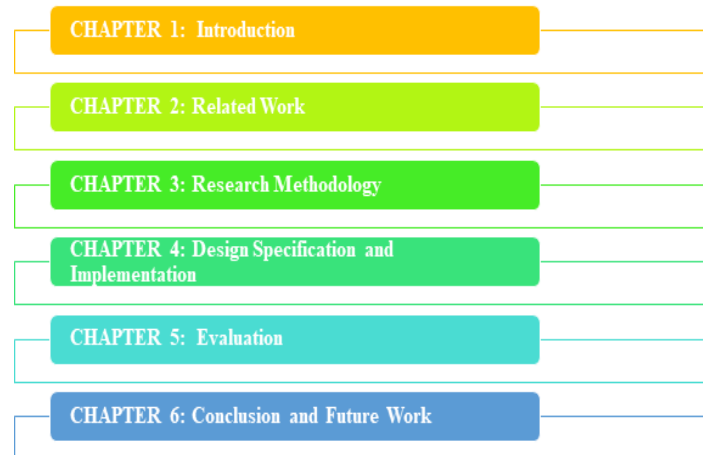 CHAPTER 1: Introduction
CHAPTER 2: Related Work
CHAPTER 3: Research Methodology
CHAPTER 4: Design Specification and
Implementation
CHAPTER 5: Evaluation
CHAPTER 6: Conclusion and Future Work